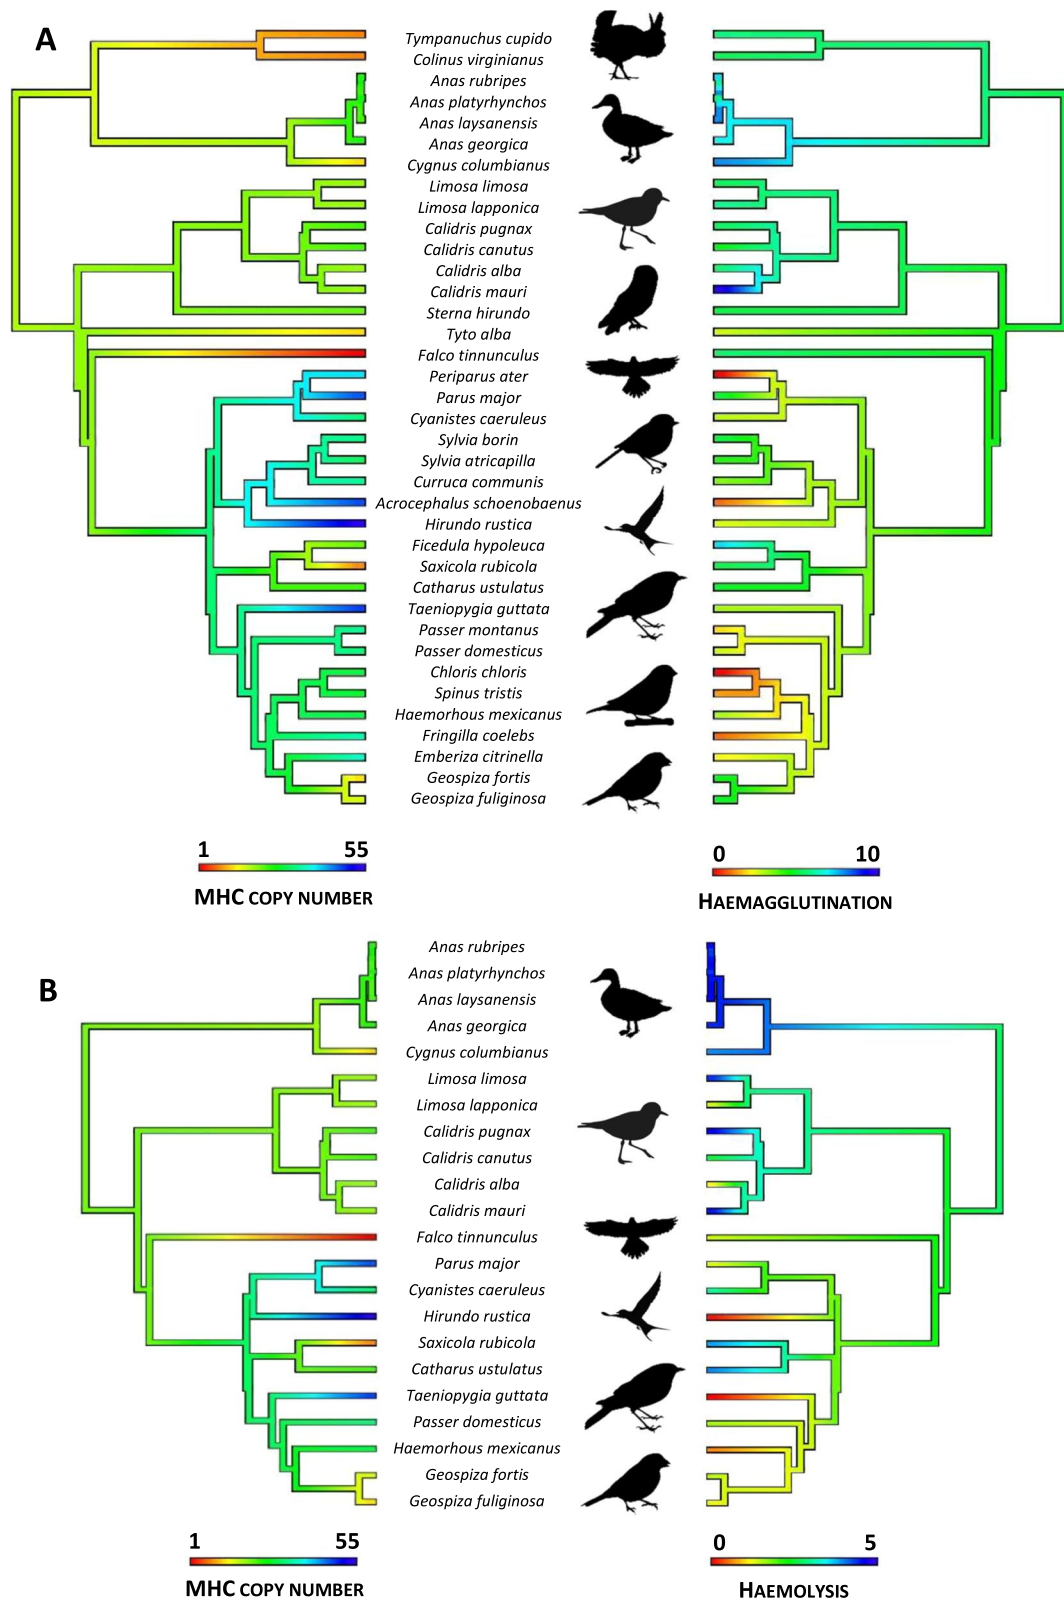 A
Tympanuchus cupido
Colinus virginianus
Anas rubripes
Anas platyrhynchos
Anas laysanensis
Anas georgica
Cygnus columbianus
Limosa limosa
Limosa lapponica
Calidris pugnax
Calidris canutus
Calidris alba
Calidris mauri
Sterna hirundo
Tyto alba
Falco tinnunculus
Periparus ater
Parus major
Cyanistes caeruleus
Sylvia borin
Sylvia atricapilla
Curruca communis
Acrocephalus schoenobaenus
Hirundo rustica
Ficedula hypoleuca
Saxicola rubicola
Catharus ustulatus
Taeniopygia guttata
Passer montanus
Passer domesticus
Chloris chloris
Spinus tristis
Haemorhous mexicanus
Fringilla coelebs
Emberiza citrinella
Geospiza fortis
Geospiza fuliginosa
1 55
MHC COPY NUMBER
0 10
HAEMAGGLUTINATION
B
Anas rubripes
Anas platyrhynchos
Anas laysanensis
Anas georgica
Cygnus columbianus
Limosa limosa
Limosa lapponica
Calidris pugnax
Calidris canutus
Calidris alba
Calidris mauri
Falco tinnunculus
Parus major
Cyanistes caeruleus
Hirundo rustica
Saxicola rubicola
Catharus ustulatus
Taeniopygia guttata
Passer domesticus
Haemorhous mexicanus
Geospiza fortis
Geospiza fuliginosa
1 55
MHC COPY NUMBER
0 5
HAEMOLYSIS